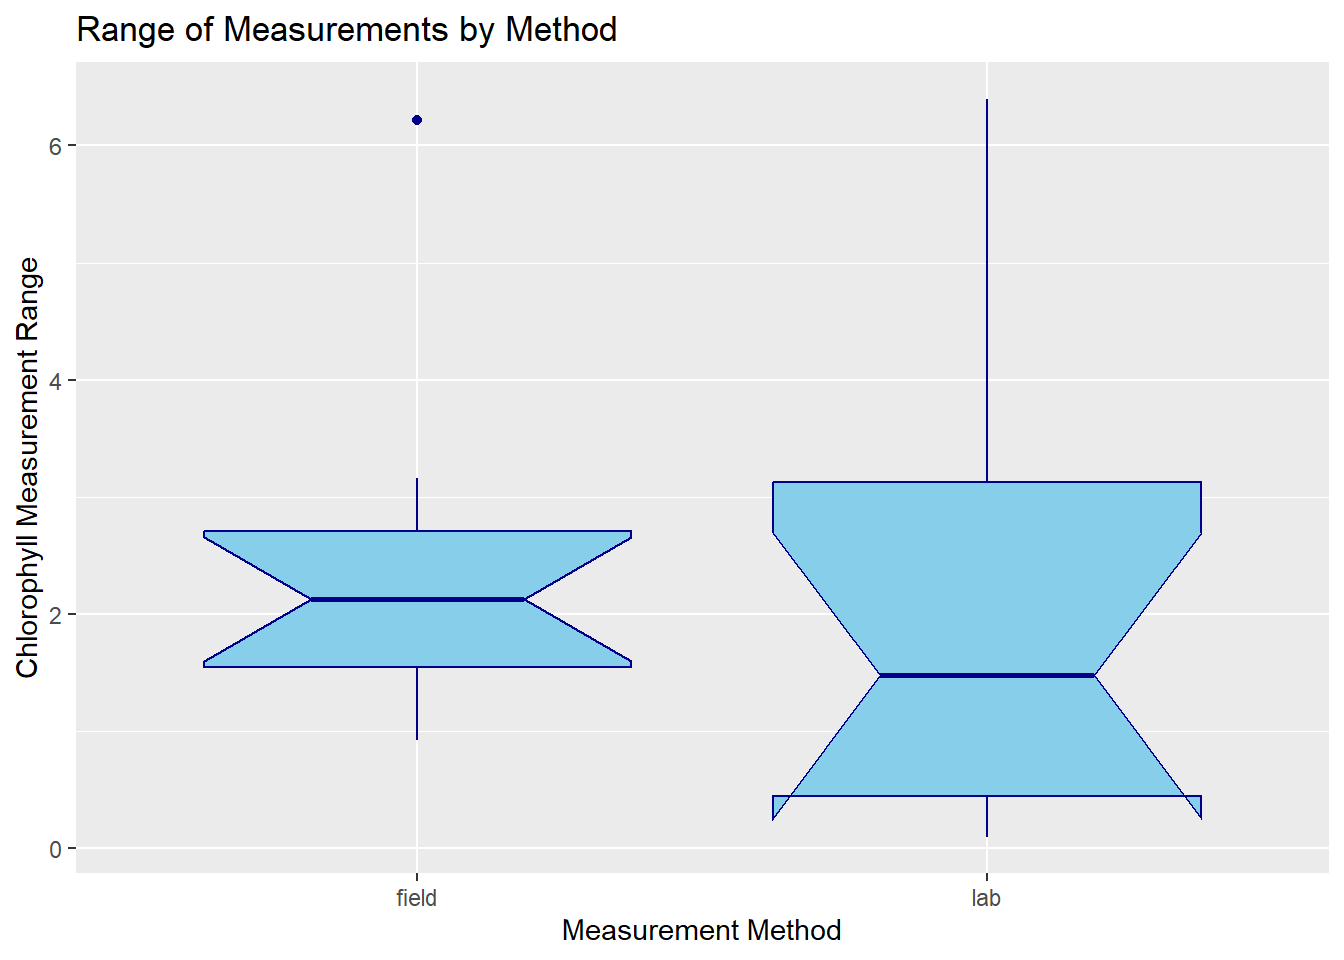 Range of Measurements by Method
Chlorophyll Measurement Range
6
4
2
0
field
lab
Measurement Method